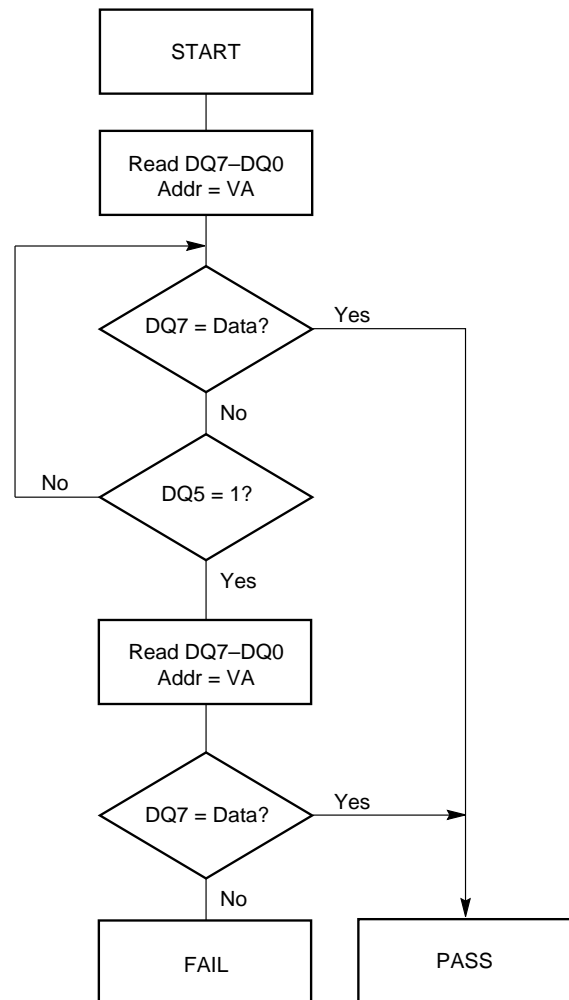 START
Read DQ7–DQ0
Addr = VA
DQ7 = Data?
Yes
No
No
DQ5 = 1?
Yes
Read DQ7–DQ0
Addr = VA
DQ7 = Data?
Yes
No
FAIL
PASS